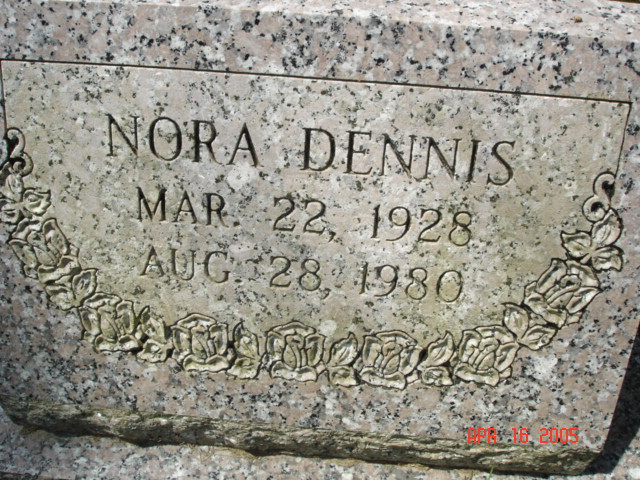 NORA DENNIS
MAR. 22, 1928
AUG 28, 1980
APR 16 2005